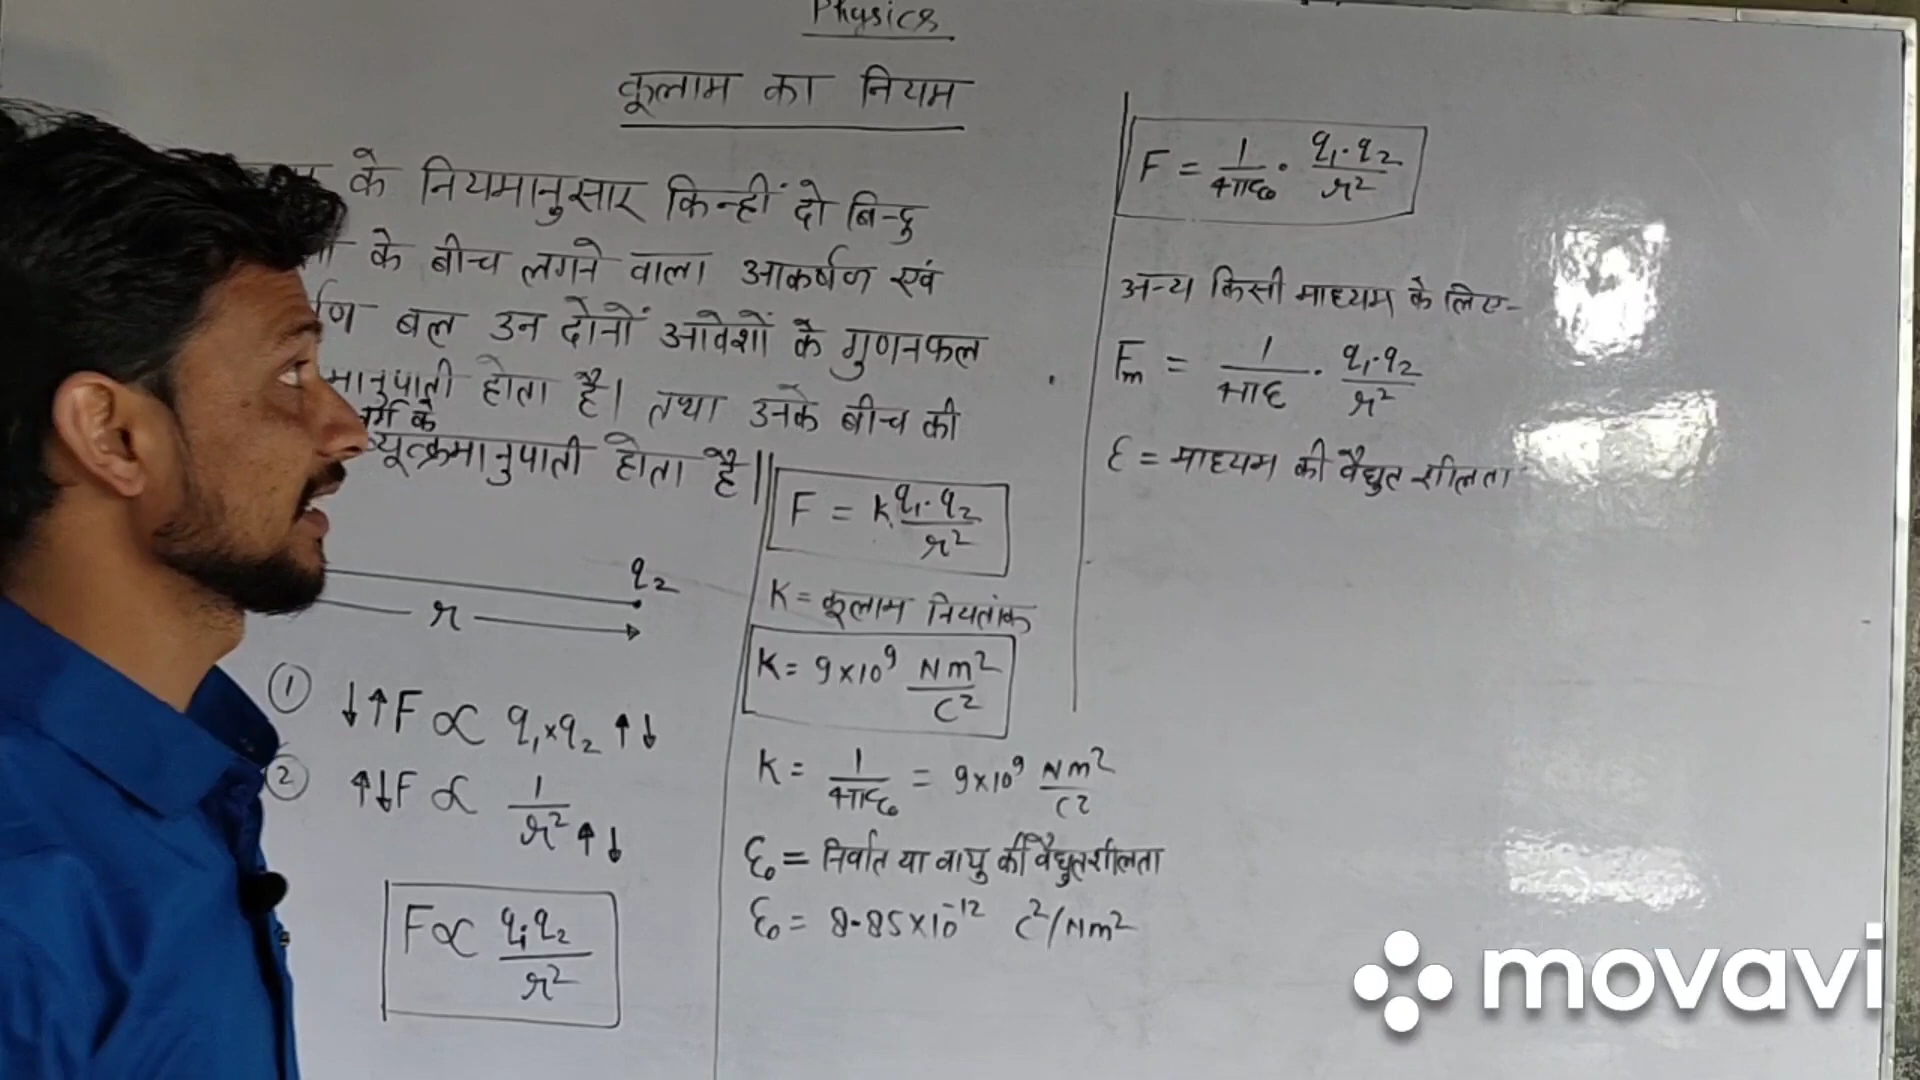 Physics
कूलाम का नियम
के नियमानुसार किन्हीं दो बिन्दु
के बीच लगने वाला आकर्षण एवं
बल उन दोनों आवेशों के गुणनफल
होता है। तथा उनके बीच की
वर्ग के
व्यूत्क्रमानुपाती होता है||
q₂
r
① ↓↑F ∝ q₁×q₂ ↑↓
② ↑↓F ∝ 1/r² ↑↓
F∝ q₁q₂/r²
F = K q₁.q₂/r²
K = कूलाम नियतांक
K = 9×10⁹ Nm²/C²
K = 1/4πε₀ = 9×10⁹ Nm²/C²
ε₀ = निर्वात या वायु की वैद्युतशीलता
ε₀ = 8.85×10⁻¹² C²/Nm²
F = 1/4πε₀ . q₁.q₂/r²
अन्य किसी माध्यम के लिए-
Fm = 1/4πε . q₁.q₂/r²
ε = माध्यम की वैद्युतशीलता
movavi